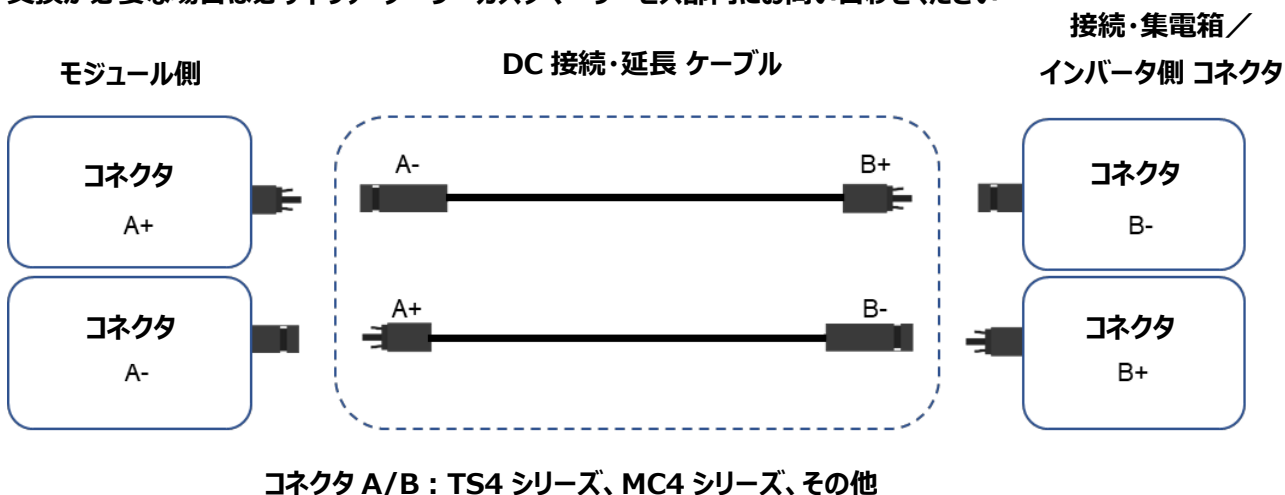 接続・集電箱／
モジュール側
DC 接続・延長 ケーブル
インバータ側 コネクタ
コネクタ
A+
A-
B+
コネクタ
B-
コネクタ
A-
A+
B-
コネクタ
B+
コネクタ A/B：TS4 シリーズ、MC4 シリーズ、その他